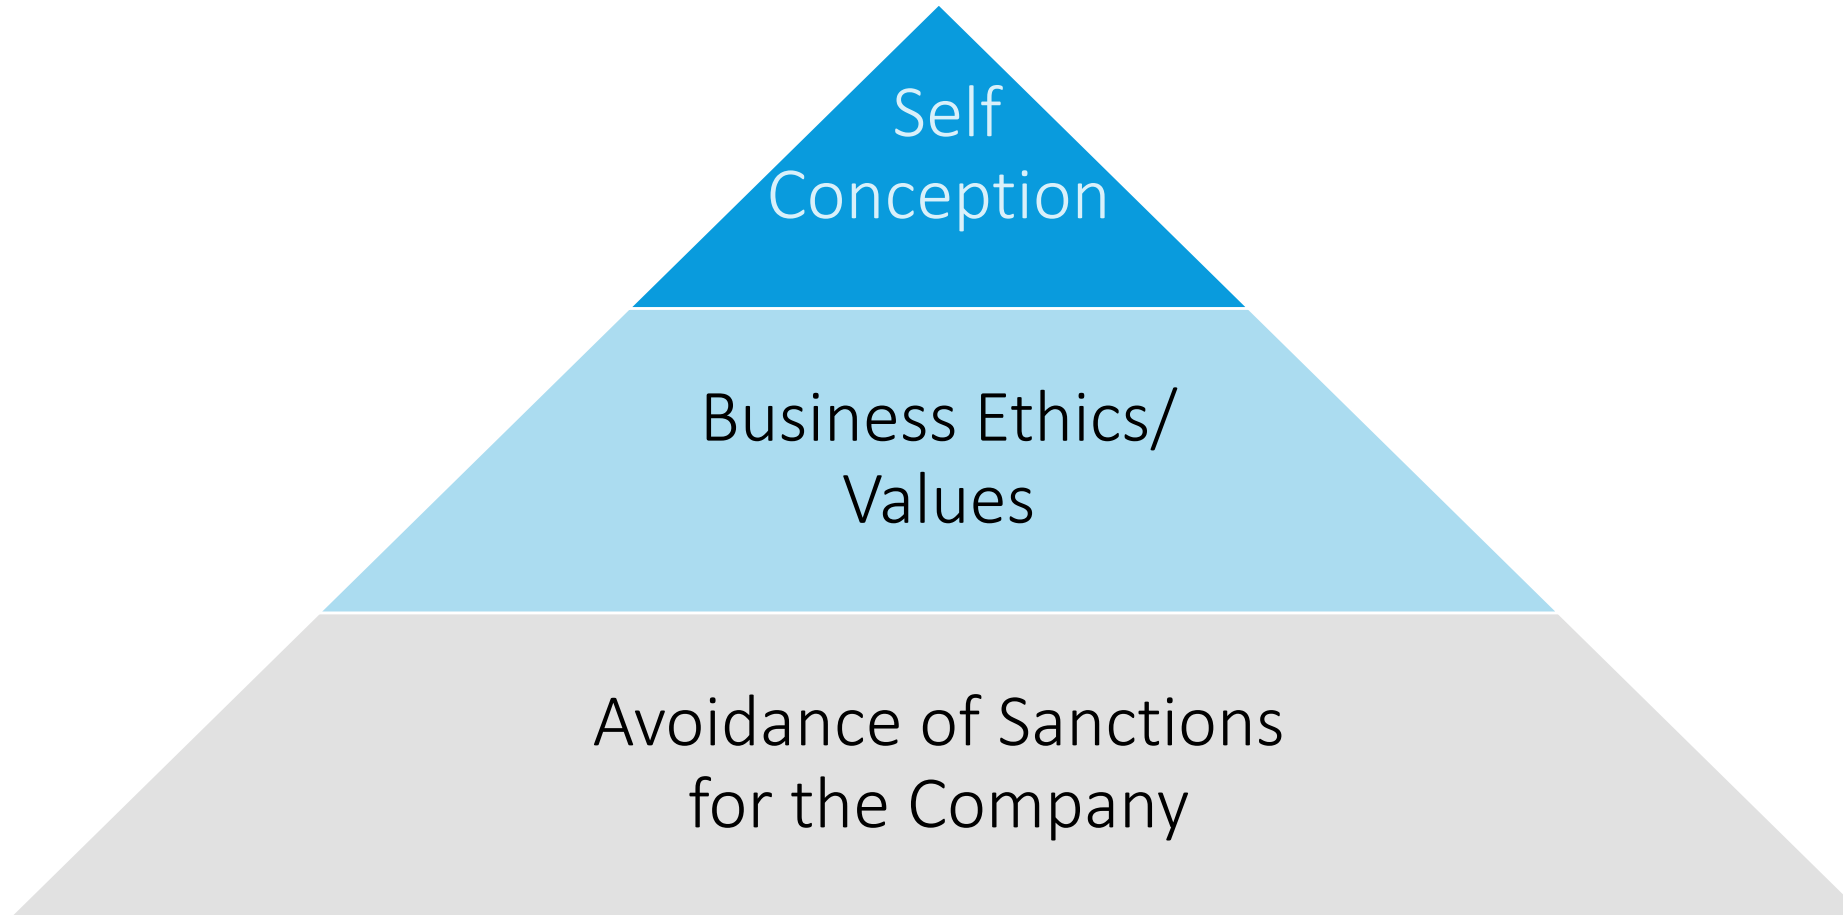 Self
Conception
Business Ethics/
Values
Avoidance of Sanctions
for the Company